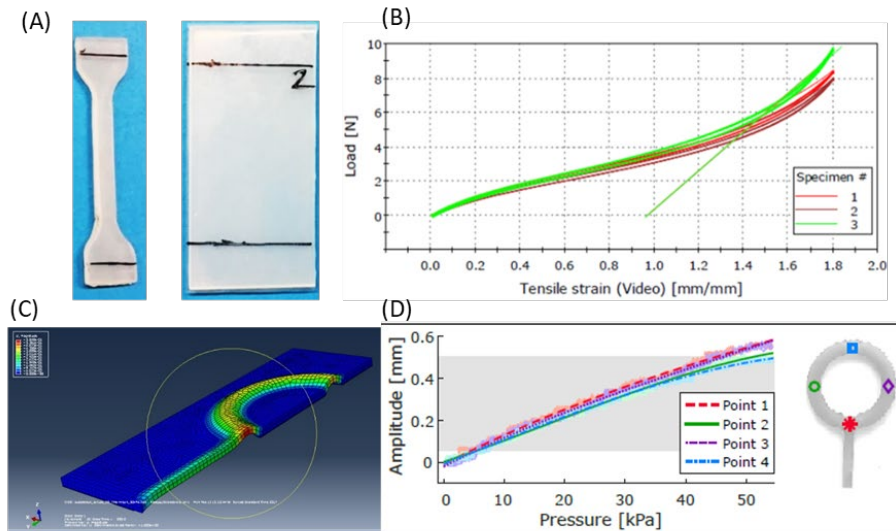 (A)
2
(B)
Load [N]
10
8
6
4
2
0
0.0 0.2 0.4 0.6 0.8 1.0 1.2 1.4 1.6 1.8 2.0
Tensile strain (Video) [mm/mm]
Specimen #
1
2
3
(C)
(D)
Amplitude [mm]
0.6
0.4
0.2
0
0 10 20 30 40 50
Pressure [kPa]
Point 1
Point 2
Point 3
Point 4